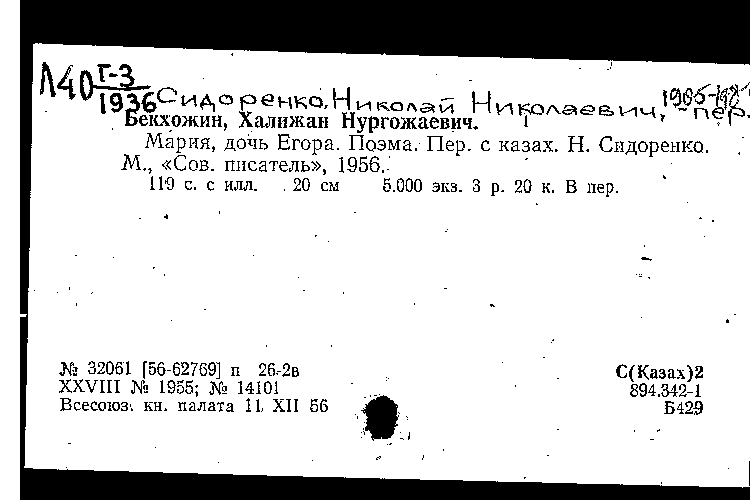 Л40 Г-3
1936
Сидоренко, Николай Николаевич, - пер.
Бекхожин, Халижан Нургожаевич.
Мария, дочь Егора. Поэма. Пер. с казах. Н. Сидоренко.
М., «Сов. писатель», 1956.
119 с. с илл. 20 см 5.000 экз. 3 р. 20 к. В пер.
№ 32061 [56-62769] п 26-2в
С(Казах)2
XXVIII № 1955; № 14101
894.342-1
Всесоюз. кн. палата 11 XII 56
Б429